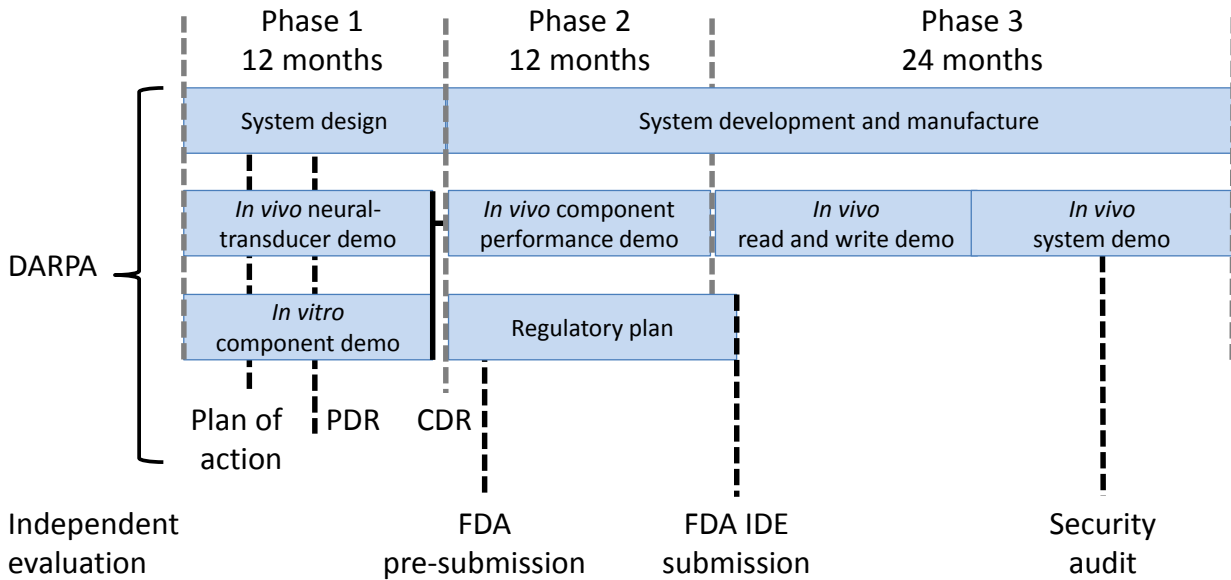 Phase 1
12 months
Phase 2
12 months
Phase 3
24 months
System design
System development and manufacture
In vivo neural-
transducer demo
In vivo component
performance demo
In vivo
read and write demo
In vivo
system demo
DARPA
In vitro
component demo
Regulatory plan
Plan of
action
PDR
CDR
Independent
evaluation
FDA
pre-submission
FDA IDE
submission
Security
audit